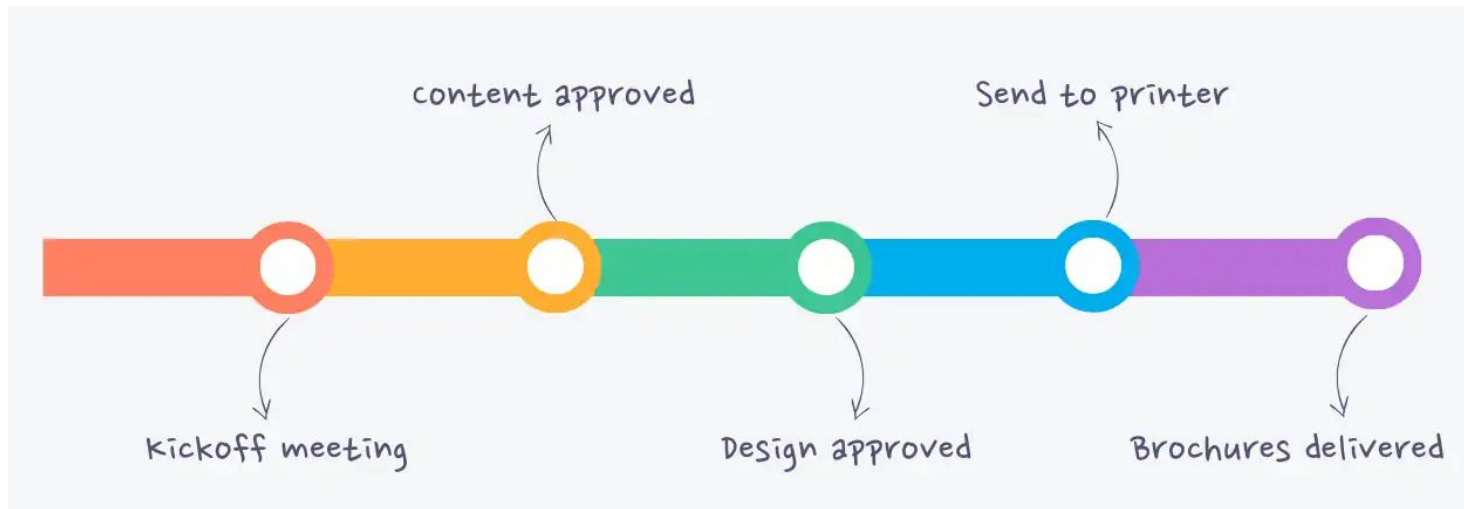 content approved
Send to printer
Kickoff meeting
Design approved
Brochures delivered